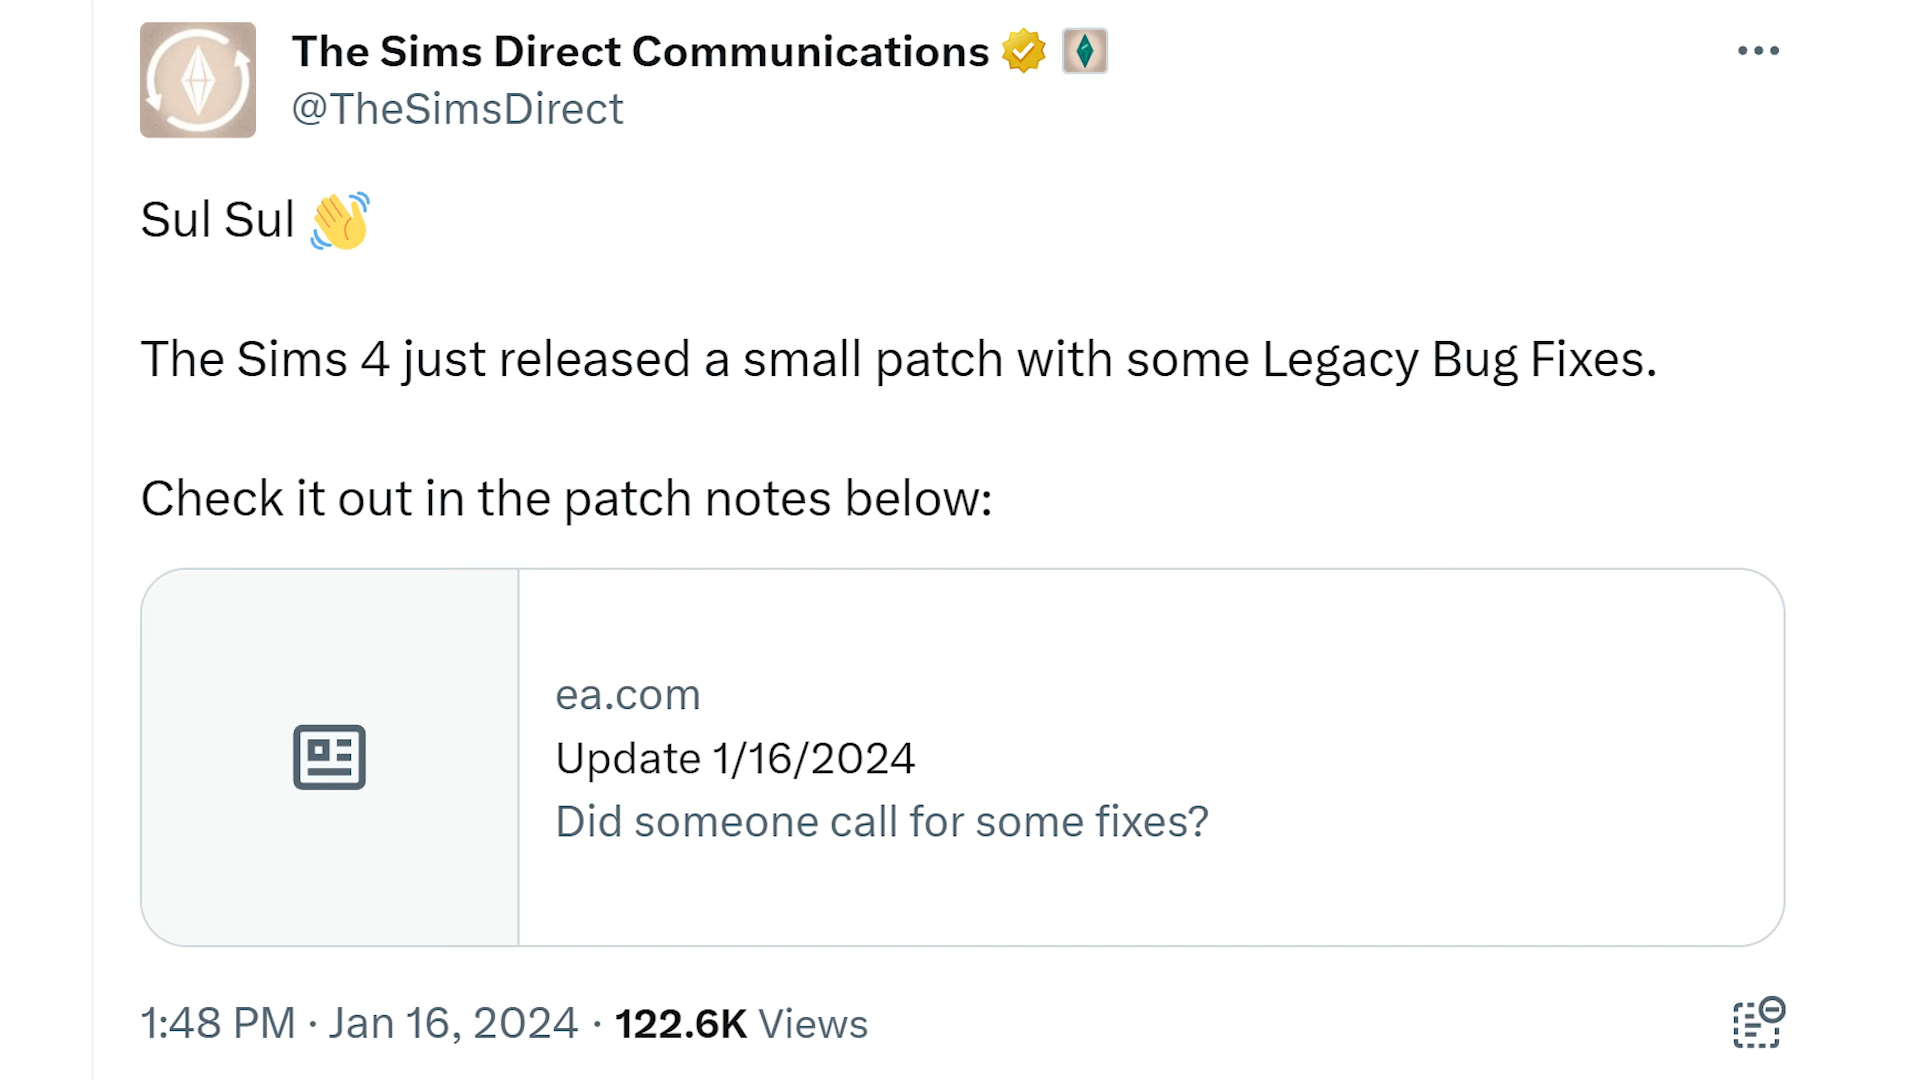 The Sims Direct Communications
@TheSimsDirect
Sul Sul 👋
The Sims 4 just released a small patch with some Legacy Bug Fixes.
Check it out in the patch notes below:
ea.com
Update 1/16/2024
Did someone call for some fixes?
1:48 PM · Jan 16, 2024 · 122.6K Views